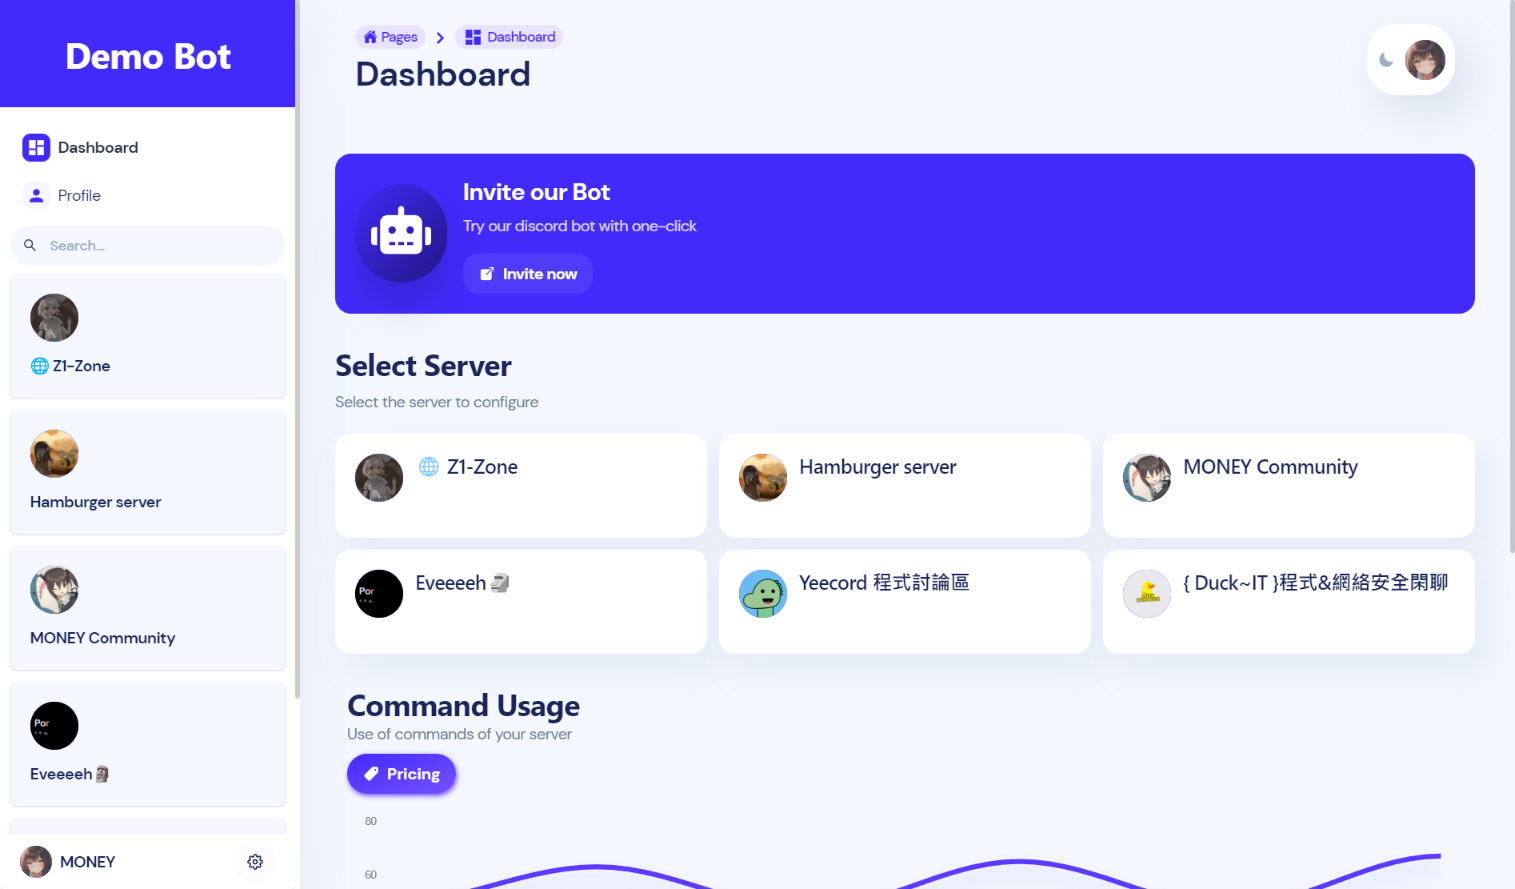 Demo Bot
Dashboard
Profile
Search...
🌐 Z1-Zone
Hamburger server
MONEY Community
Por
Eveeeeh🗿
MONEY
Pages
Dashboard
Dashboard
Invite our Bot
Try our discord bot with one-click
Invite now
Select Server
Select the server to configure
🌐 Z1-Zone
Hamburger server
MONEY Community
Por
Eveeeeh🗿
Yeecord 程式討論區
{ Duck~IT }程式&網絡安全閑聊
Command Usage
Use of commands of your server
Pricing
80
60